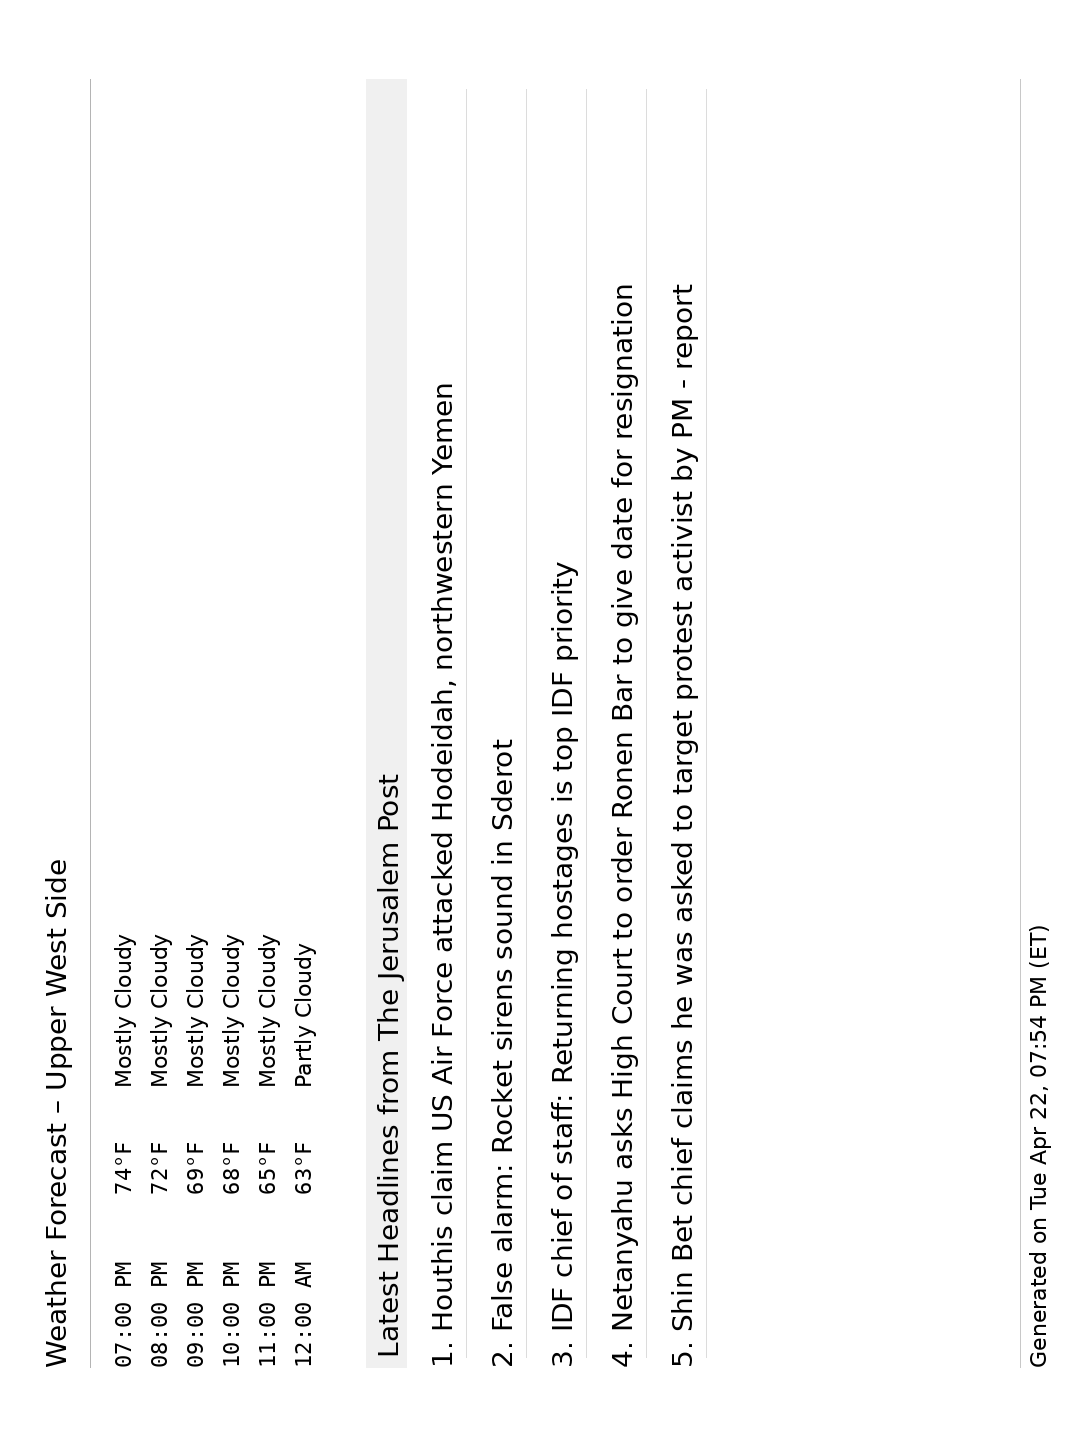 Weather Forecast – Upper West Side
07:00 PM 74°F Mostly Cloudy
08:00 PM 72°F Mostly Cloudy
09:00 PM 69°F Mostly Cloudy
10:00 PM 68°F Mostly Cloudy
11:00 PM 65°F Mostly Cloudy
12:00 AM 63°F Partly Cloudy
Latest Headlines from The Jerusalem Post
1. Houthis claim US Air Force attacked Hodeidah, northwestern Yemen
2. False alarm: Rocket sirens sound in Sderot
3. IDF chief of staff: Returning hostages is top IDF priority
4. Netanyahu asks High Court to order Ronen Bar to give date for resignation
5. Shin Bet chief claims he was asked to target protest activist by PM - report
Generated on Tue Apr 22, 07:54 PM (ET)